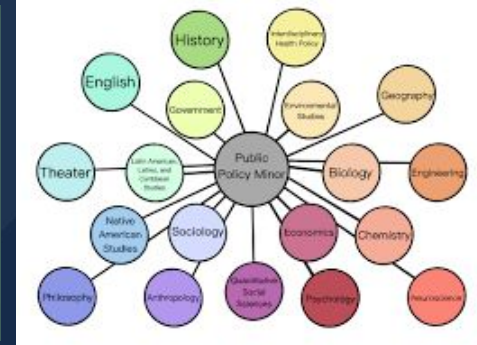 History
Interdisciplinary
Health Policy
English
Government
Environmental
Studies
Geography
Theater
Latin American,
Latino, and
Caribbean
Studies
Public
Policy Minor
Biology
Engineering
Native
American
Studies
Sociology
Economics
Chemistry
Philosophy
Anthropology
Quantitative
Social
Sciences
Psychology
Neuroscience